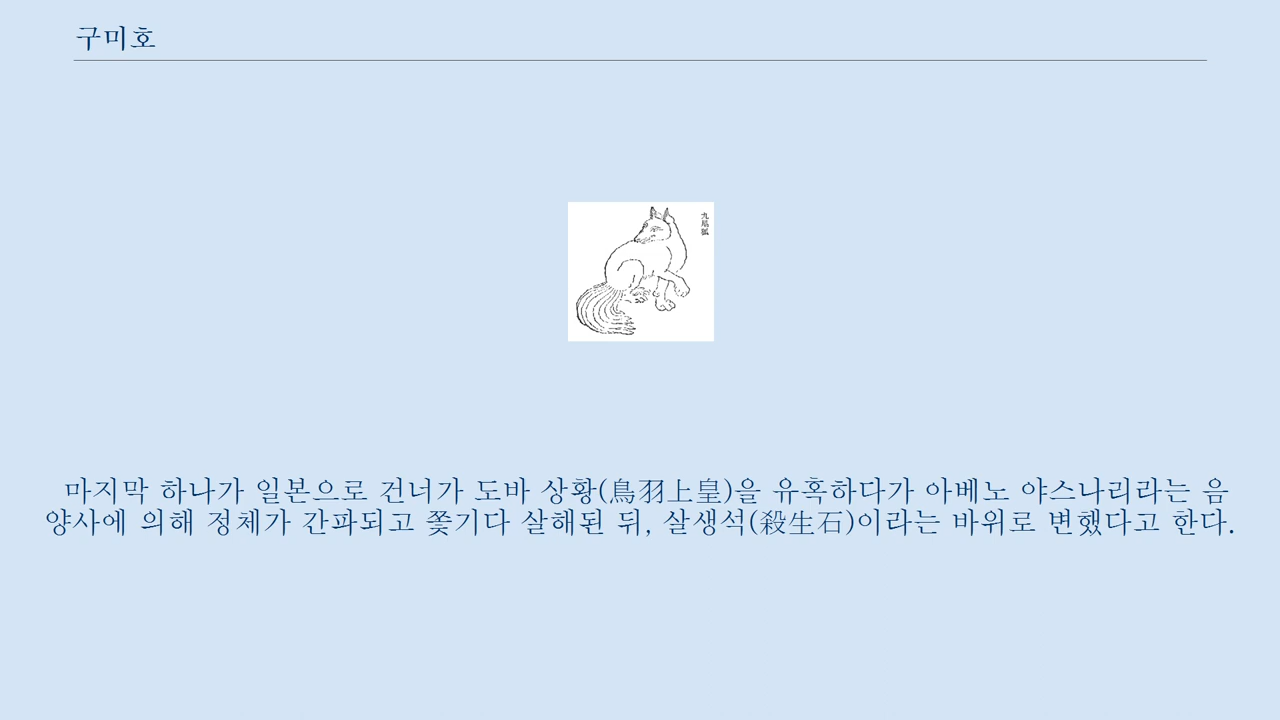 구미호
九尾狐
마지막 하나가 일본으로 건너가 도바 상황(鳥羽上皇)을 유혹하다가 아베노 야스나리라는 음
양사에 의해 정체가 간파되고 쫓기다 살해된 뒤, 살생석(殺生石)이라는 바위로 변했다고 한다.